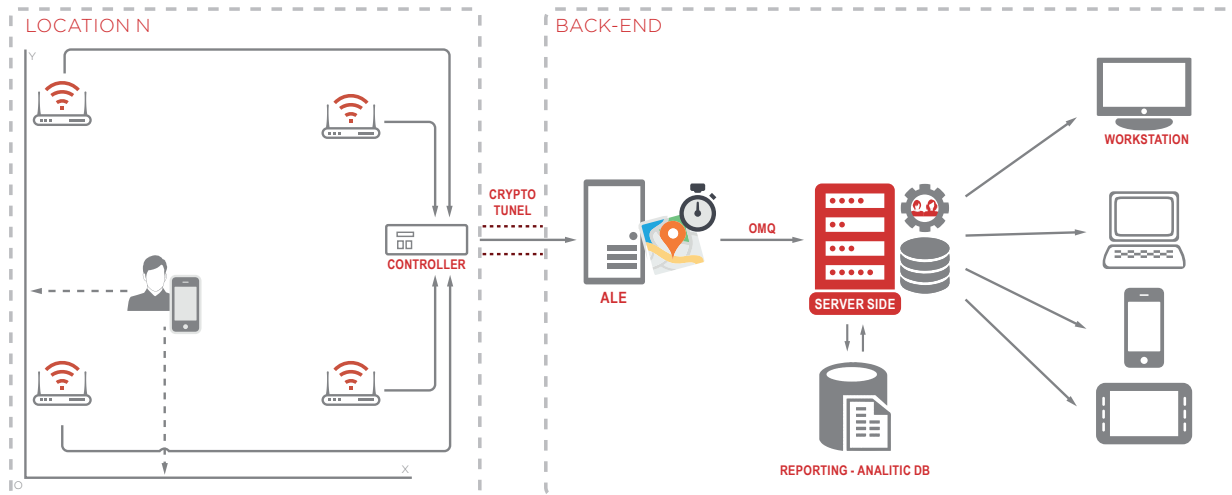 LOCATION N
BACK-END
Y
WORKSTATION
CRYPTO
TUNEL
OMQ
CONTROLLER
ALE
SERVER SIDE
X
REPORTING - ANALITIC DB
O